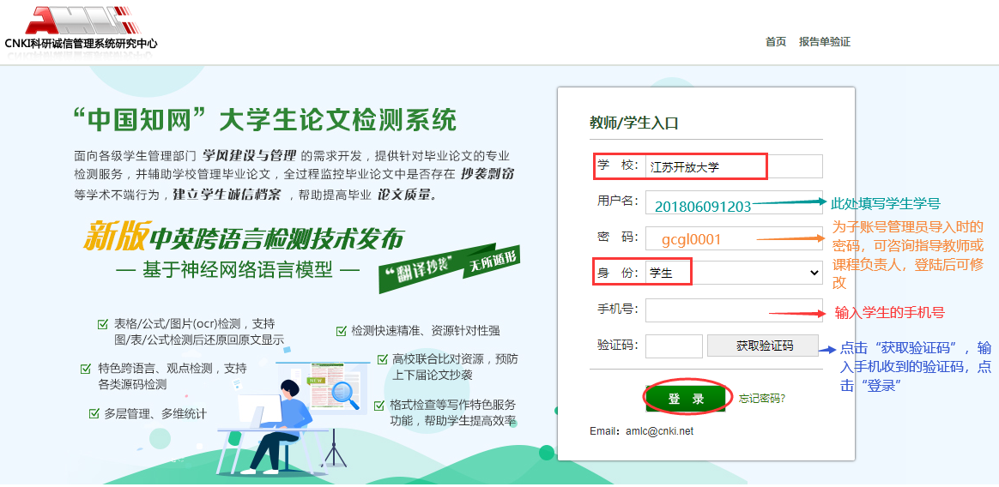 AMLC
CNKI科研诚信管理系统研究中心
首页 报告单验证
“中国知网”大学生论文检测系统
面向各级学生管理部门 学风建设与管理 的需求开发，提供针对毕业论文的专业
检测服务，并辅助学校管理毕业论文，全过程监控毕业论文中是否存在 抄袭剽窃
等学术不端行为，建立学生诚信档案 ，帮助提高毕业 论文质量。
新版中英跨语言检测技术发布
— 基于神经网络语言模型 —
“翻译抄袭”
无所遁形
表格/公式/图片(ocr)检测，支持
图/表/公式检测后还原回原文显示
特色跨语言、观点检测，支持
各类源码检测
多层管理、多维统计
检测快速精准、资源针对性强
高校联合比对资源，预防
上下届论文抄袭
格式检查等写作特色服务
功能，帮助学生提高效率
NEW
教师/学生入口
学 校： 江苏开放大学
用户名： 201806091203
此处填写学生学号
密 码： gcgl0001
为子账号管理员导入时的
密码，可咨询指导教师或
课程负责人，登陆后可修
改
身 份： 学生
手机号：
输入学生的手机号
验证码： 获取验证码
点击“获取验证码”，输
入手机收到的验证码，点
击“登录”
登 录 忘记密码?
Email：amlc@cnki.net